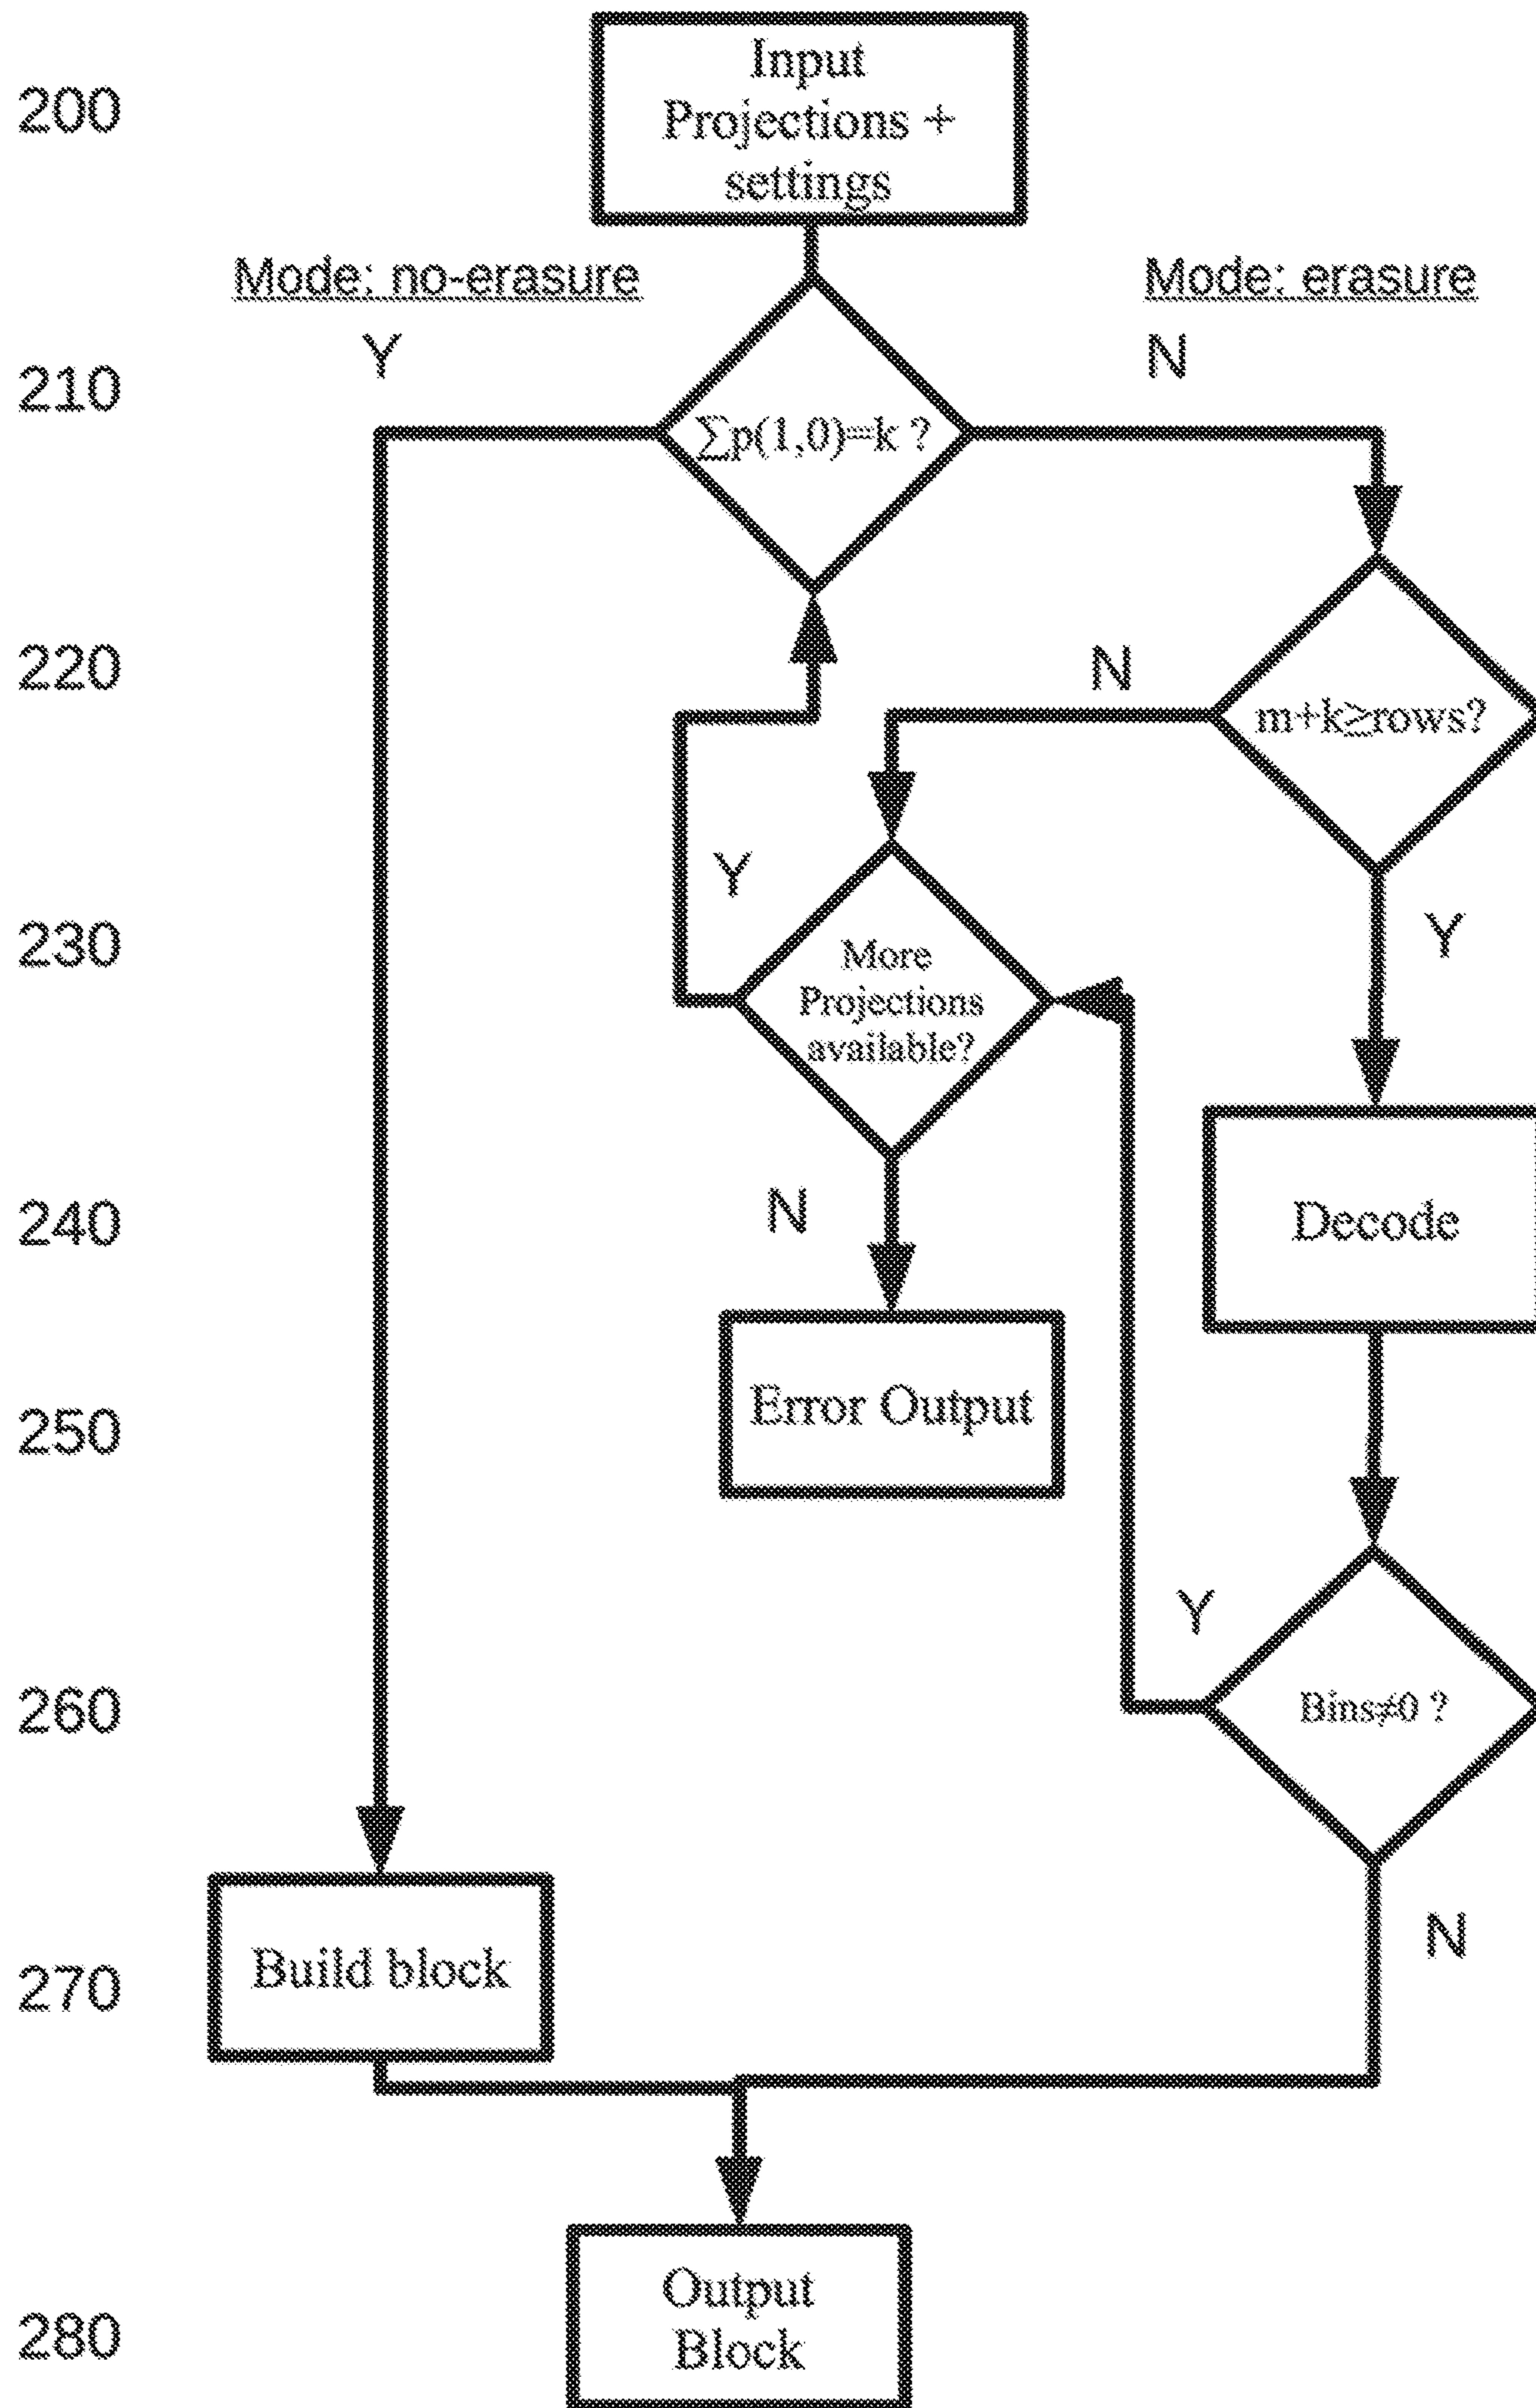 200
Input
Projections +
settings
Mode: no-erasure
Mode: erasure
Y
N
210
∑p(1,0)=k ?
220
N
m+k≥rows?
Y
230
More
Projections
available?
Y
240
N
Decode
250
Error Output
Y
260
Bins≠0 ?
270
Build block
N
280
Output
Block